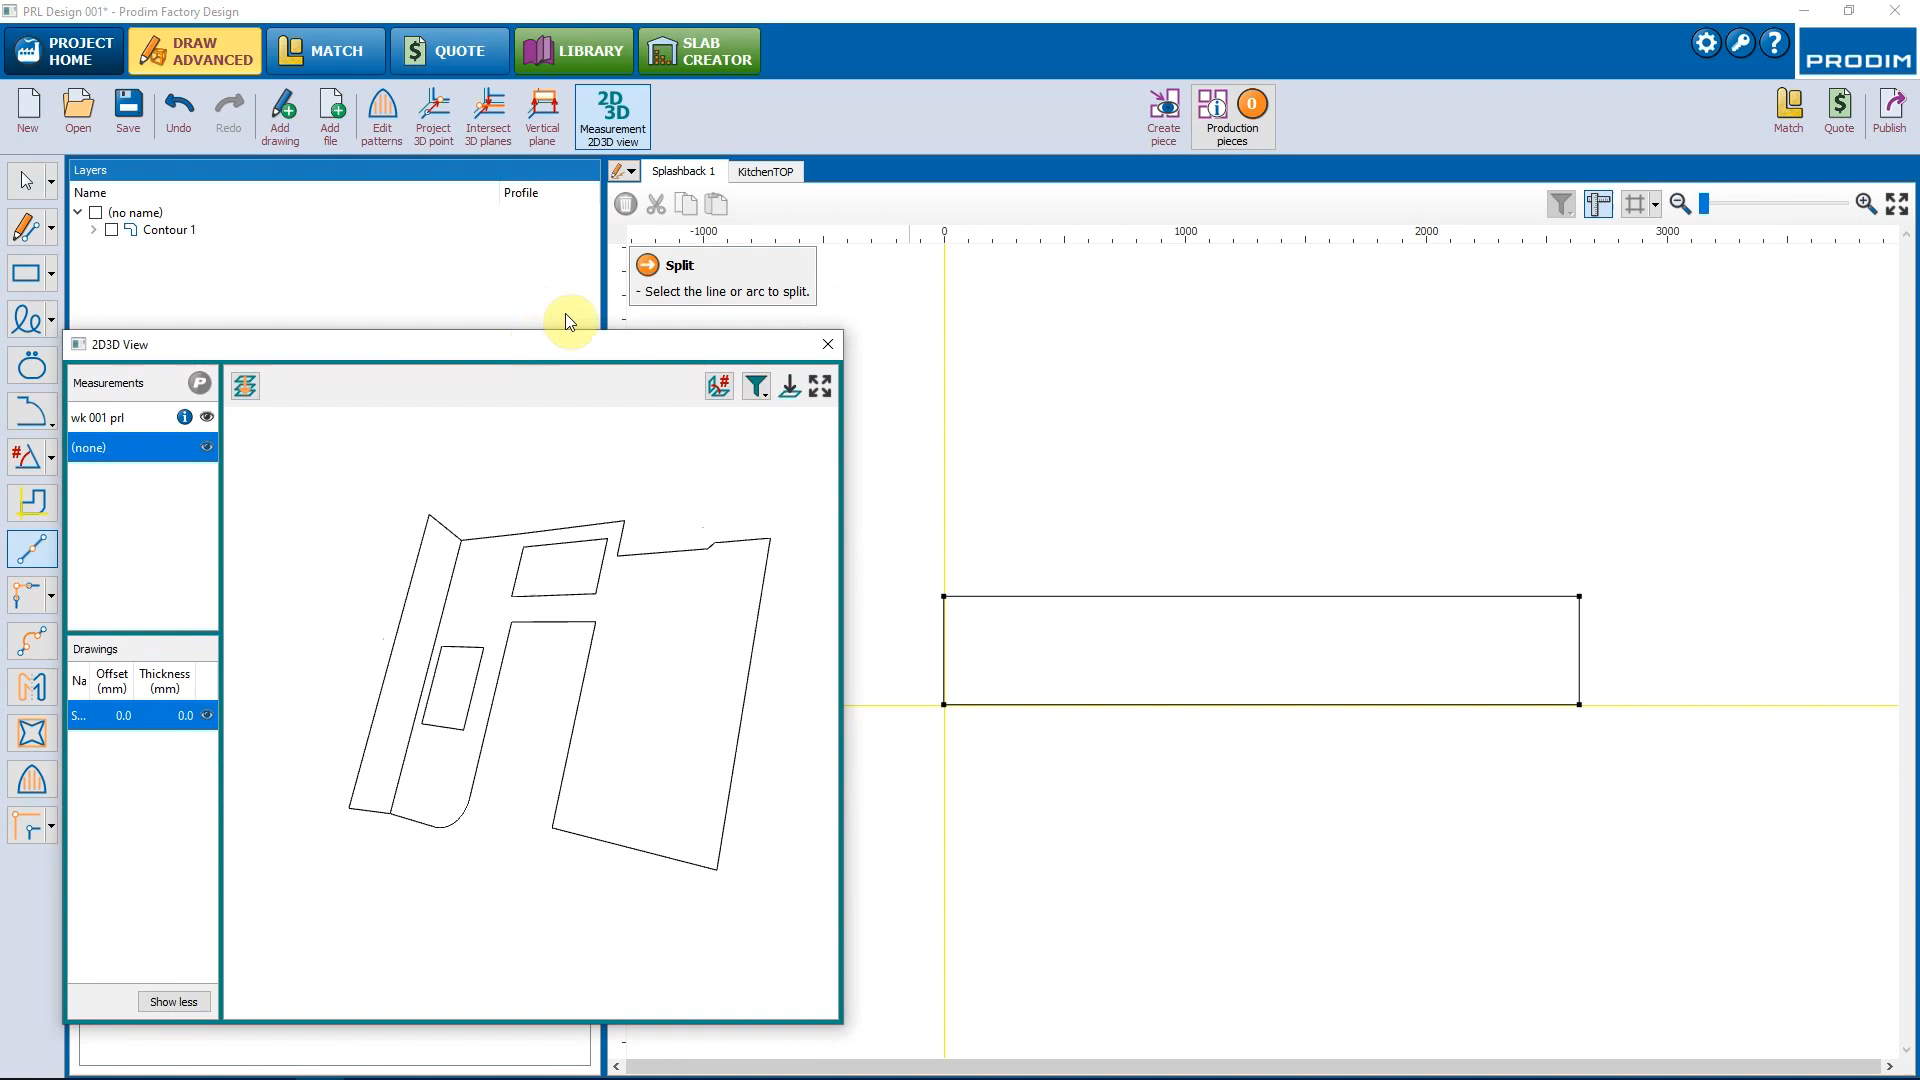 PRL Design 001* - Prodim Factory Design
PROJECT HOME
DRAW ADVANCED
MATCH
QUOTE
LIBRARY
SLAB CREATOR
PRODIM
New
Open
Save
Undo
Redo
Add drawing
Add file
Edit patterns
Project 3D point
Intersect 3D planes
Vertical plane
2D 3D
Measurement 2D3D view
Create piece
0
Production pieces
Match
Quote
Publish
Layers
Name
Profile
(no name)
Contour 1
Splashback 1
KitchenTOP
-1000
0
1000
2000
3000
Split
- Select the line or arc to split.
2D3D View
Measurements
P
wk 001 prl
(none)
Drawings
Na
Offset (mm)
Thickness (mm)
S...
0.0
0.0
Show less